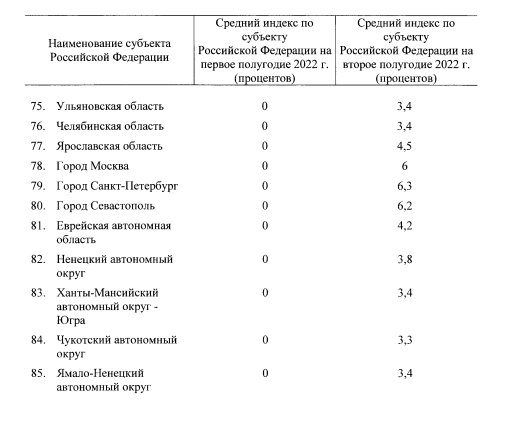 Наименование субъекта
Российской Федерации
Средний индекс по
субъекту
Российской Федерации на
первое полугодие 2022 г.
(процентов)
Средний индекс по
субъекту
Российской Федерации на
второе полугодие 2022 г.
(процентов)
75. Ульяновская область 0 3,4
76. Челябинская область 0 3,4
77. Ярославская область 0 4,5
78. Город Москва 0 6
79. Город Санкт-Петербург 0 6,3
80. Город Севастополь 0 6,2
81. Еврейская автономная 0 4,2
область
82. Ненецкий автономный 0 3,8
округ
83. Ханты-Мансийский 0 3,4
автономный округ -
Югра
84. Чукотский автономный 0 3,3
округ
85. Ямало-Ненецкий 0 3,4
автономный округ